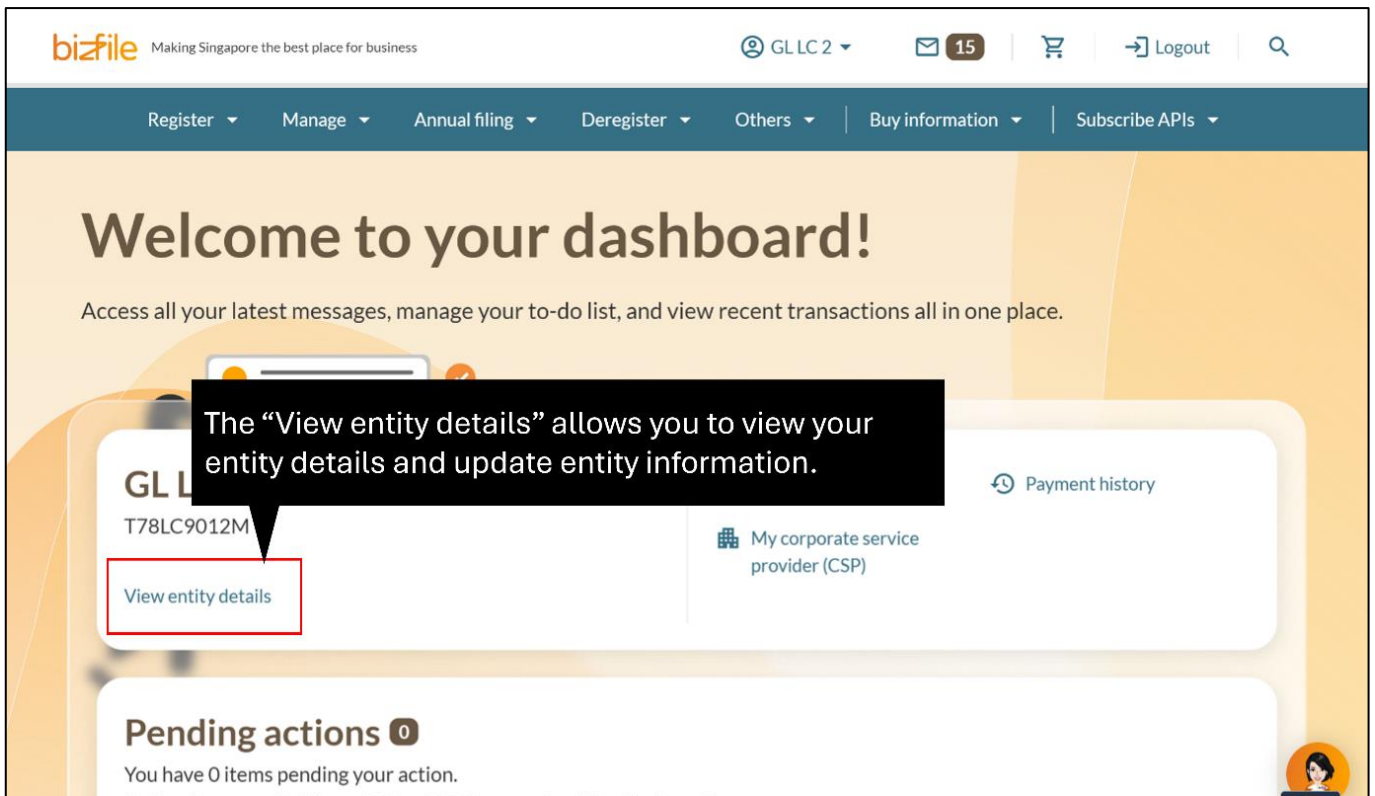 bizfile Making Singapore the best place for business
GL LC 2
15
Logout
Register
Manage
Annual filing
Deregister
Others
Buy information
Subscribe APIs
Welcome to your dashboard!
Access all your latest messages, manage your to-do list, and view recent transactions all in one place.
The “View entity details” allows you to view your
entity details and update entity information.
GL L
T78LC9012M
View entity details
Payment history
My corporate service
provider (CSP)
Pending actions 0
You have 0 items pending your action.